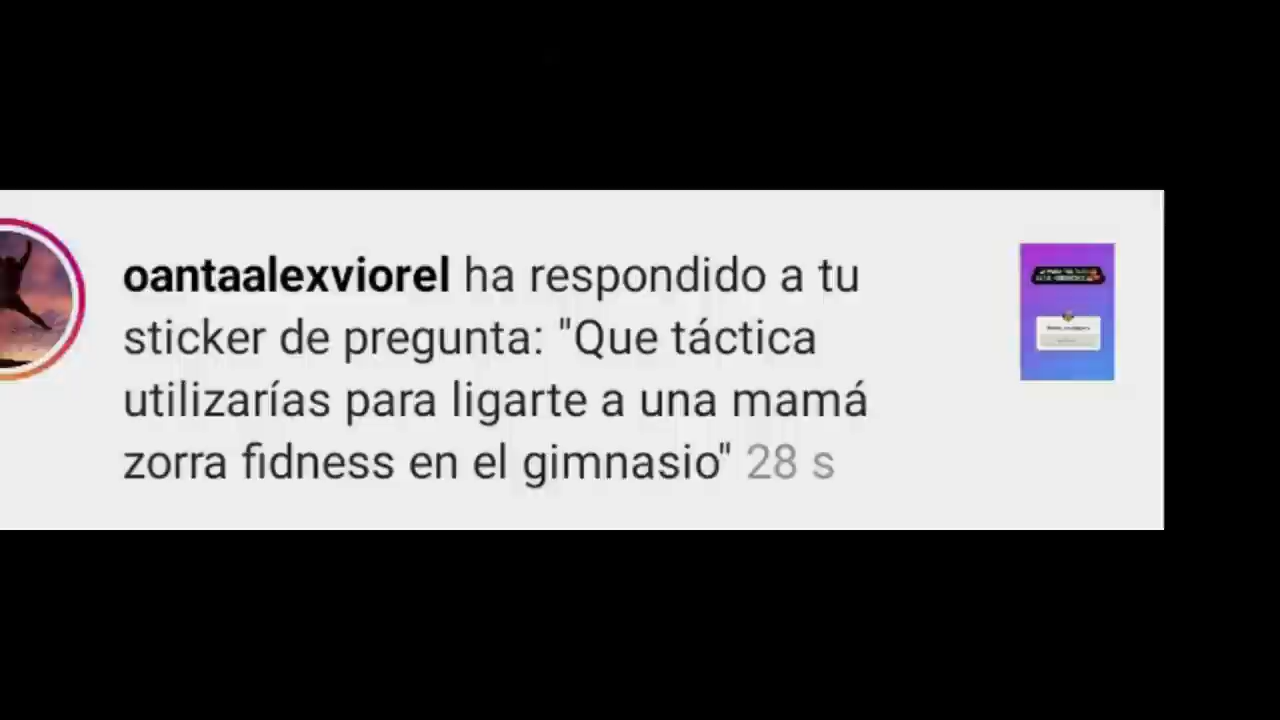 oantaalexviorel ha respondido a tu
sticker de pregunta: "Que táctica
utilizarías para ligarte a una mamá
zorra fidness en el gimnasio" 28 s